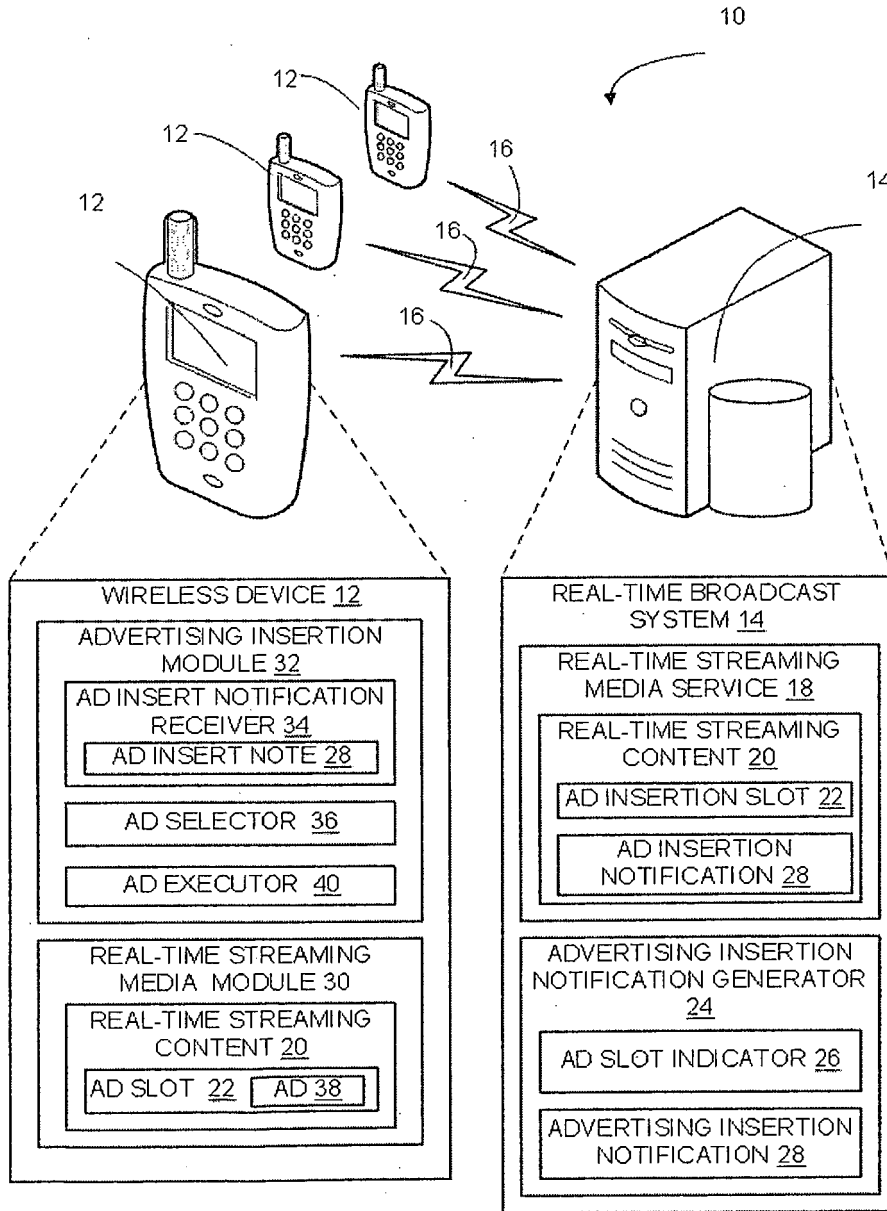 10
12
12
12
16
16
16
14
WIRELESS DEVICE 12
ADVERTISING INSERTION
MODULE 32
AD INSERT NOTIFICATION
RECEIVER 34
AD INSERT NOTE 28
AD SELECTOR 36
AD EXECUTOR 40
REAL-TIME STREAMING
MEDIA MODULE 30
REAL-TIME STREAMING
CONTENT 20
AD SLOT 22
AD 38
REAL-TIME BROADCAST
SYSTEM 14
REAL-TIME STREAMING
MEDIA SERVICE 18
REAL-TIME STREAMING
CONTENT 20
AD INSERTION SLOT 22
AD INSERTION
NOTIFICATION 28
ADVERTISING INSERTION
NOTIFICATION GENERATOR
24
AD SLOT INDICATOR 26
ADVERTISING INSERTION
NOTIFICATION 28